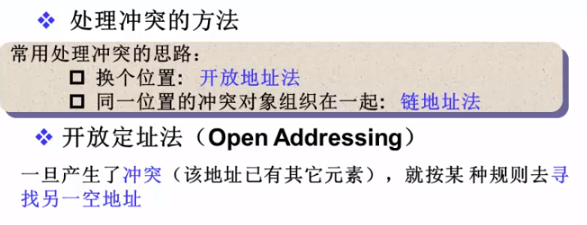 处理冲突的方法
常用处理冲突的思路：
换个位置：开放地址法
同一位置的冲突对象组织在一起：链地址法
开放定址法（Open Addressing）
一旦产生了冲突（该地址已有其它元素），就按某 种规则去寻
找另一空地址